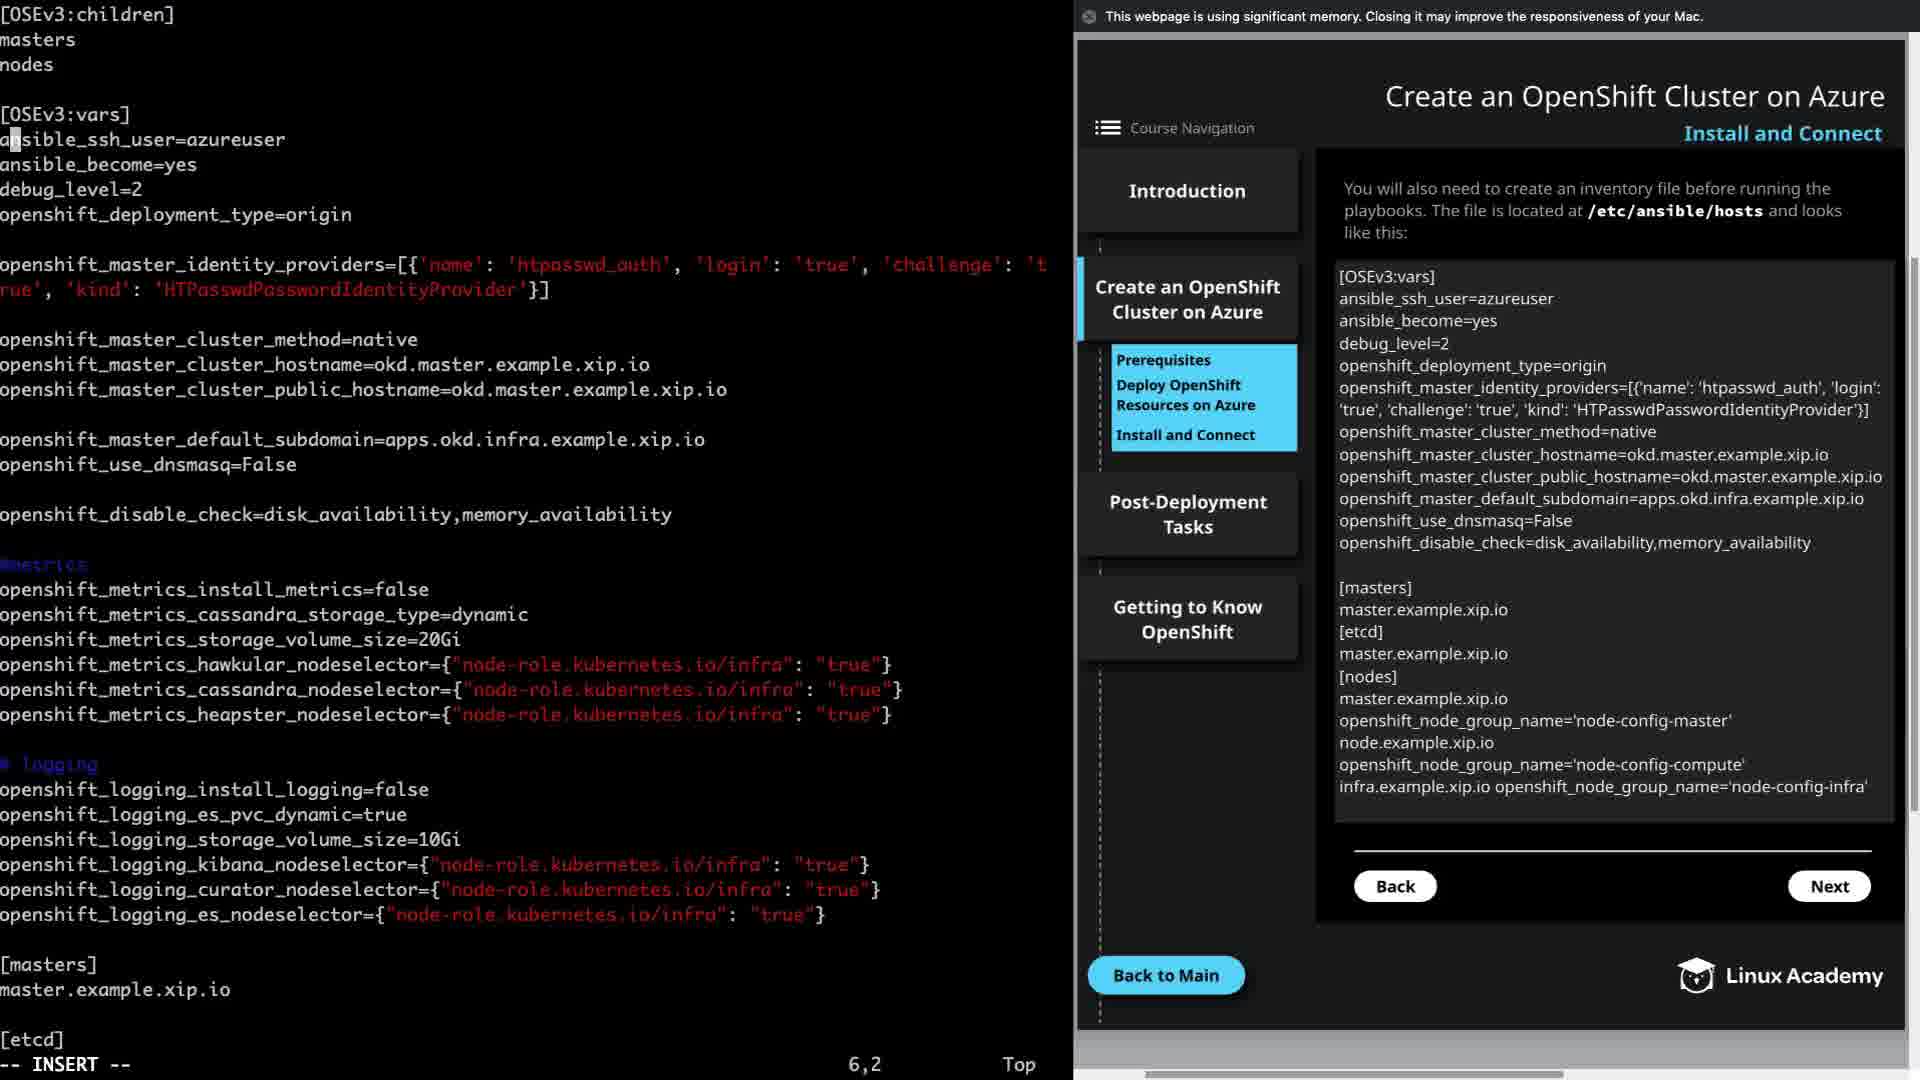 [OSEv3:children]
masters
nodes
[OSEv3:vars]
ansible_ssh_user=azureuser
ansible_become=yes
debug_level=2
openshift_deployment_type=origin
openshift_master_identity_providers=[{'name': 'htpasswd_auth', 'login': 'true', 'challenge': 't
rue', 'kind': 'HTPasswdPasswordIdentityProvider'}]
openshift_master_cluster_method=native
openshift_master_cluster_hostname=okd.master.example.xip.io
openshift_master_cluster_public_hostname=okd.master.example.xip.io
openshift_master_default_subdomain=apps.okd.infra.example.xip.io
openshift_use_dnsmasq=False
openshift_disable_check=disk_availability,memory_availability
#metrics
openshift_metrics_install_metrics=false
openshift_metrics_cassandra_storage_type=dynamic
openshift_metrics_storage_volume_size=20Gi
openshift_metrics_hawkular_nodeselector={"node-role.kubernetes.io/infra": "true"}
openshift_metrics_cassandra_nodeselector={"node-role.kubernetes.io/infra": "true"}
openshift_metrics_heapster_nodeselector={"node-role.kubernetes.io/infra": "true"}
# logging
openshift_logging_install_logging=false
openshift_logging_es_pvc_dynamic=true
openshift_logging_storage_volume_size=10Gi
openshift_logging_kibana_nodeselector={"node-role.kubernetes.io/infra": "true"}
openshift_logging_curator_nodeselector={"node-role.kubernetes.io/infra": "true"}
openshift_logging_es_nodeselector={"node-role.kubernetes.io/infra": "true"}
[masters]
master.example.xip.io
[etcd]
-- INSERT -- 6,2 Top
This webpage is using significant memory. Closing it may improve the responsiveness of your Mac.
Create an OpenShift Cluster on Azure
Install and Connect
Course Navigation
Introduction
Create an OpenShift
Cluster on Azure
Prerequisites
Deploy OpenShift
Resources on Azure
Install and Connect
Post-Deployment
Tasks
Getting to Know
OpenShift
Back to Main
You will also need to create an inventory file before running the
playbooks. The file is located at /etc/ansible/hosts and looks
like this:
[OSEv3:vars]
ansible_ssh_user=azureuser
ansible_become=yes
debug_level=2
openshift_deployment_type=origin
openshift_master_identity_providers=[{'name': 'htpasswd_auth', 'login':
'true', 'challenge': 'true', 'kind': 'HTPasswdPasswordIdentityProvider'}]
openshift_master_cluster_method=native
openshift_master_cluster_hostname=okd.master.example.xip.io
openshift_master_cluster_public_hostname=okd.master.example.xip.io
openshift_master_default_subdomain=apps.okd.infra.example.xip.io
openshift_use_dnsmasq=False
openshift_disable_check=disk_availability,memory_availability
[masters]
master.example.xip.io
[etcd]
master.example.xip.io
[nodes]
master.example.xip.io
openshift_node_group_name='node-config-master'
node.example.xip.io
openshift_node_group_name='node-config-compute'
infra.example.xip.io openshift_node_group_name='node-config-infra'
Back
Next
Linux Academy